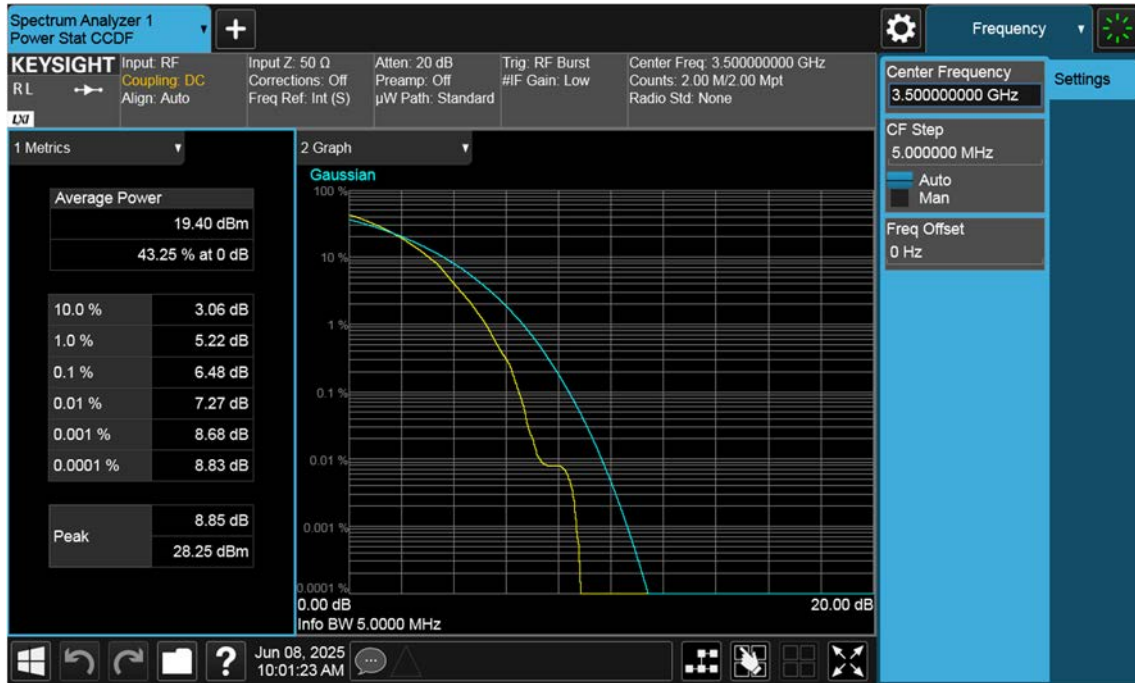 Spectrum Analyzer 1
Power Stat CCDF
Frequency
KEYSIGHT
RL
LXI
Input: RF
Coupling: DC
Align: Auto
Input Z: 50 Ω
Corrections: Off
Freq Ref: Int (S)
Atten: 20 dB
Preamp: Off
µW Path: Standard
Trig: RF Burst
#IF Gain: Low
Center Freq: 3.500000000 GHz
Counts: 2.00 M/2.00 Mpt
Radio Std: None
Center Frequency
3.500000000 GHz
Settings
CF Step
5.000000 MHz
Auto
Man
Freq Offset
0 Hz
1 Metrics
Average Power
19.40 dBm
43.25 % at 0 dB
10.0 % 3.06 dB
1.0 % 5.22 dB
0.1 % 6.48 dB
0.01 % 7.27 dB
0.001 % 8.68 dB
0.0001 % 8.83 dB
Peak
8.85 dB
28.25 dBm
2 Graph
Gaussian
100 %
10 %
1 %
0.1 %
0.01 %
0.001 %
0.0001 %
0.00 dB 20.00 dB
Info BW 5.0000 MHz
?
Jun 08, 2025
10:01:23 AM